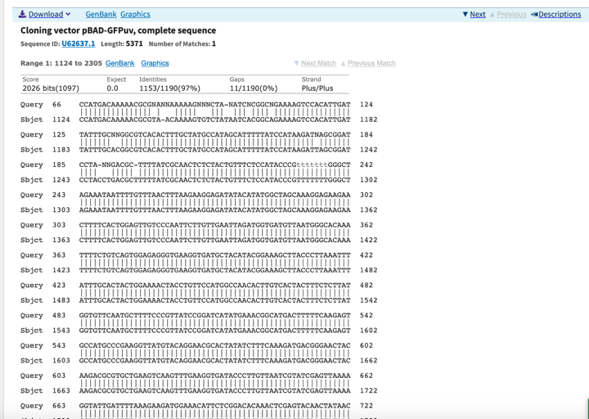 Download GenBank Graphics Next Previous Descriptions
Cloning vector pBAD-GFPuv, complete sequence
Sequence ID: U62637.1 Length: 5371 Number of Matches: 1
Range 1: 1124 to 2305 GenBank Graphics Next Match Previous Match
Score Expect Identities Gaps Strand
2026 bits(1097) 0.0 1153/1190(97%) 11/1190(0%) Plus/Plus
Query 66 CCATGACAAAAACGCGNANNAAAAAGNNNCTA-NATCNCGGCNGAAAAGTCCACATTGAT 124
Sbjct 1124 CCATGACAAAAACGCGTA-ACAAAAGTGTCTATAATCACGGCAGAAAAGTCCACATTGAT 1182
Query 125 TATTTGCNNGGCGTCACACTTTGCTATGCCATAGCATTTTTATCCATAAGATNAGCGGAT 184
Sbjct 1183 TATTTGCACGGCGTCACACTTTGCTATGCCATAGCATTTTTATCCATAAGATTAGCGGAT 1242
Query 185 CCTA-NNGACGC-TTTTTATCGCAACTCTCTACTGTTTCTCCATACCCGtttttttGGGCT 242
Sbjct 1243 CCTACCTGACGCTTTTTATCGCAACTCTCTACTGTTTCTCCATACCCGTTTTTTTGGGCT 1302
Query 243 AGAAATAATTTTGTTTAACTTTAAGAAGGAGATATACATATGGCTAGCAAAGGAGAAGAA 302
Sbjct 1303 AGAAATAATTTTGTTTAACTTTAAGAAGGAGATATACATATGGCTAGCAAAGGAGAAGAA 1362
Query 303 CTTTTCACTGGAGTTGTCCCAATTCTTGTTGAATTAGATGGTGATGTTAATGGGCACAAA 362
Sbjct 1363 CTTTTCACTGGAGTTGTCCCAATTCTTGTTGAATTAGATGGTGATGTTAATGGGCACAAA 1422
Query 363 TTTTCTGTCAGTGGAGAGGGTGAAGGTGATGCTACATACGGAAAGCTTACCCTTAAATTT 422
Sbjct 1423 TTTTCTGTCAGTGGAGAGGGTGAAGGTGATGCTACATACGGAAAGCTTACCCTTAAATTT 1482
Query 423 ATTTGCACTACTGGAAAACTACCTGTTCCATGGCCAACACTTGTCACTACTTTCTCTTAT 482
Sbjct 1483 ATTTGCACTACTGGAAAACTACCTGTTCCATGGCCAACACTTGTCACTACTTTCTCTTAT 1542
Query 483 GGTGTTCAATGCTTTTCCCGTTATCCGGATCATATGAAACGGCATGACTTTTTCAAGAGT 542
Sbjct 1543 GGTGTTCAATGCTTTTCCCGTTATCCGGATCATATGAAACGGCATGACTTTTTCAAGAGT 1602
Query 543 GCCATGCCCGAAGGTTATGTACAGGAACGCACTATATCTTTCAAAGATGACGGGAACTAC 602
Sbjct 1603 GCCATGCCCGAAGGTTATGTACAGGAACGCACTATATCTTTCAAAGATGACGGGAACTAC 1662
Query 603 AAGACGCGTGCTGAAGTCAAGTTTGAAGGTGATACCCTTGTTAATCGTATCGAGTTAAAA 662
Sbjct 1663 AAGACGCGTGCTGAAGTCAAGTTTGAAGGTGATACCCTTGTTAATCGTATCGAGTTAAAA 1722
Query 663 GGTATTGATTTTAAAGAAGATGGAAACATTCTCGGACACAAACTCGAGTACAACTATAAC 722